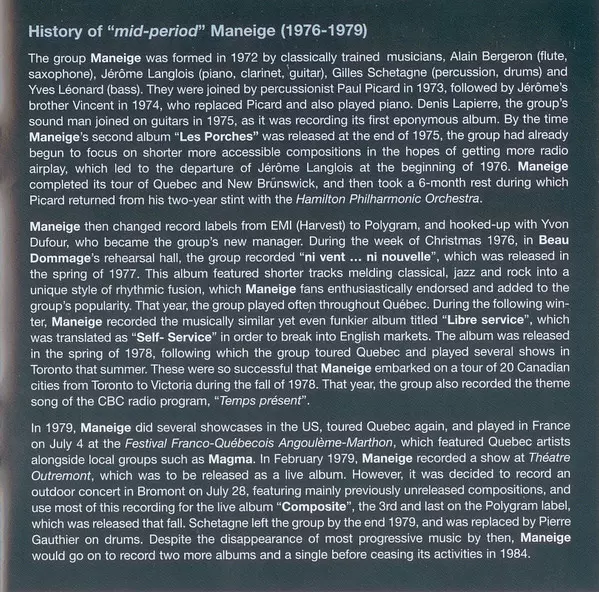 History of “mid-period” Maneige (1976-1979)
The group Maneige was formed in 1972 by classically trained musicians, Alain Bergeron (flute,
saxophone), Jérôme Langlois (piano, clarinet, guitar), Gilles Schetagne (percussion, drums) and
Yves Léonard (bass). They were joined by percussionist Paul Picard in 1973, followed by Jérôme's
brother Vincent in 1974, who replaced Picard and also played piano. Denis Lapierre, the group's
sound man joined on guitars in 1975, as it was recording its first eponymous album. By the time
Maneige's second album “Les Porches” was released at the end of 1975, the group had already
begun to focus on shorter more accessible compositions in the hopes of getting more radio
airplay, which led to the departure of Jérôme Langlois at the beginning of 1976. Maneige
completed its tour of Quebec and New Brunswick, and then took a 6-month rest during which
Picard returned from his two-year stint with the Hamilton Philharmonic Orchestra.
Maneige then changed record labels from EMI (Harvest) to Polygram, and hooked-up with Yvon
Dufour, who became the group's new manager. During the week of Christmas 1976, in Beau
Dommage's rehearsal hall, the group recorded “ni vent ... ni nouvelle”, which was released in
the spring of 1977. This album featured shorter tracks melding classical, jazz and rock into a
unique style of rhythmic fusion, which Maneige fans enthusiastically endorsed and added to the
group's popularity. That year, the group played often throughout Québec. During the following win-
ter, Maneige recorded the musically similar yet even funkier album titled “Libre service”, which
was translated as “Self- Service” in order to break into English markets. The album was released
in the spring of 1978, following which the group toured Quebec and played several shows in
Toronto that summer. These were so successful that Maneige embarked on a tour of 20 Canadian
cities from Toronto to Victoria during the fall of 1978. That year, the group also recorded the theme
song of the CBC radio program, “Temps présent”.
In 1979, Maneige did several showcases in the US, toured Quebec again, and played in France
on July 4 at the Festival Franco-Québecois Angoulème-Marthon, which featured Quebec artists
alongside local groups such as Magma. In February 1979, Maneige recorded a show at Théatre
Outremont, which was to be released as a live album. However, it was decided to record an
outdoor concert in Bromont on July 28, featuring mainly previously unreleased compositions, and
use most of this recording for the live album “Composite”, the 3rd and last on the Polygram label,
which was released that fall. Schetagne left the group by the end 1979, and was replaced by Pierre
Gauthier on drums. Despite the disappearance of most progressive music by then, Maneige
would go on to record two more albums and a single before ceasing its activities in 1984.